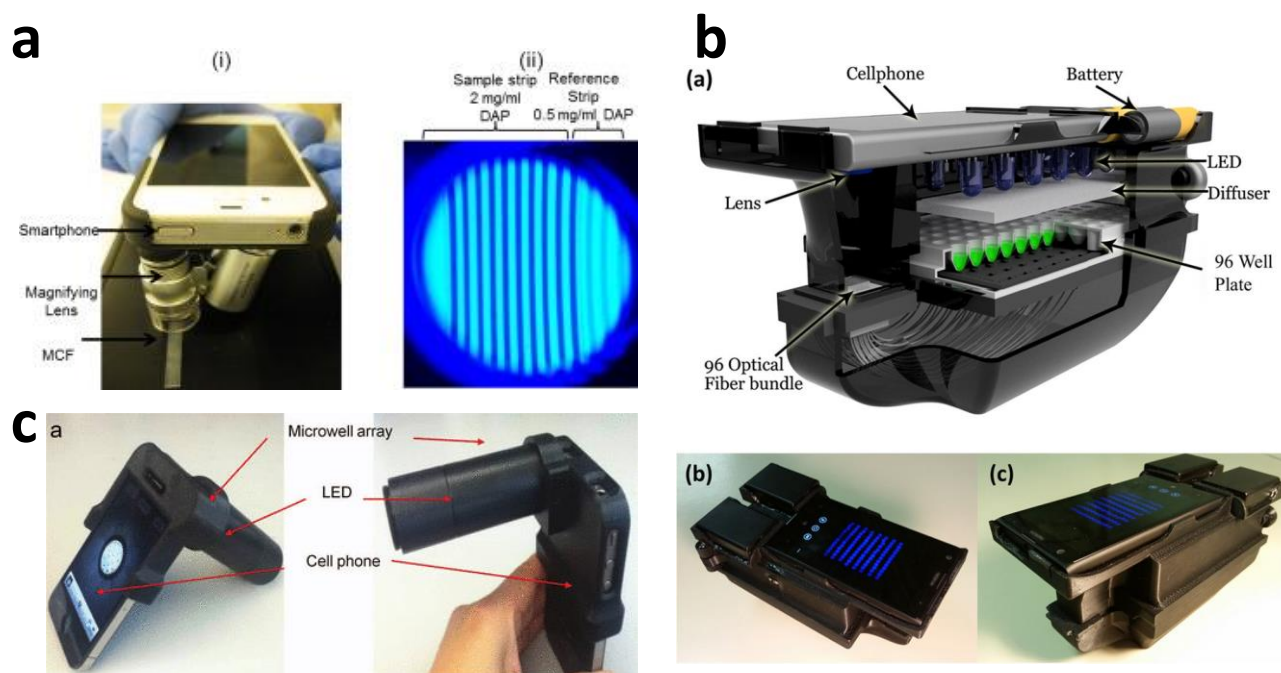 a
(i)
(ii)
Sample strip
2 mg/ml
DAP
Reference
Strip
0.5 mg/ml DAP
Smartphone
Magnifying
Lens
MCF
b
(a)
Cellphone
Battery
LED
Lens
Diffuser
96 Well
Plate
96 Optical
Fiber bundle
c
a
Microwell array
LED
Cell phone
(b)
(c)